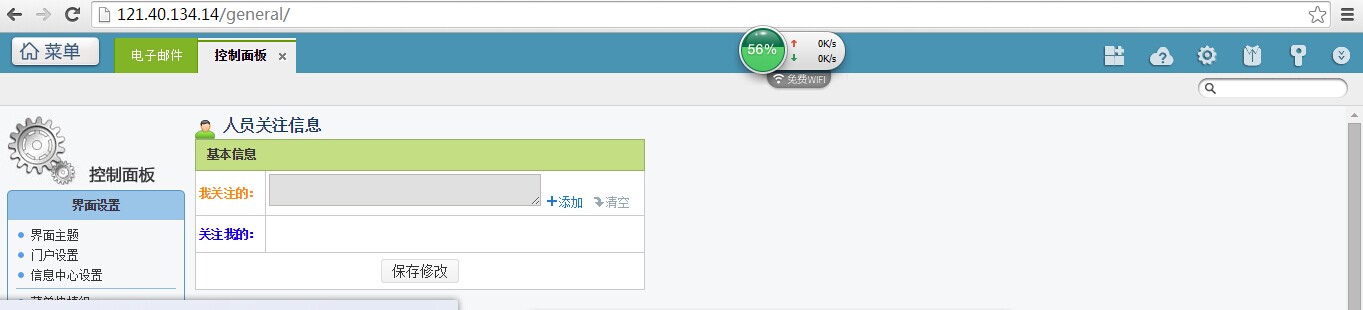 121.40.134.14/general/
菜单
电子邮件
控制面板
56%
0K/s
0K/s
免费WiFi
人员关注信息
控制面板
基本信息
我关注的:
添加
清空
关注我的:
保存修改
界面设置
界面主题
门户设置
信息中心设置